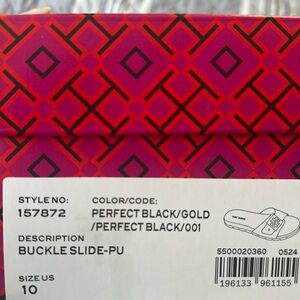 STYLE NO:
157872
COLOR/CODE:
PERFECT BLACK/GOLD
/PERFECT BLACK/001
DESCRIPTION
BUCKLE SLIDE-PU
5500020360 0524
SIZE US
10
196133 961155